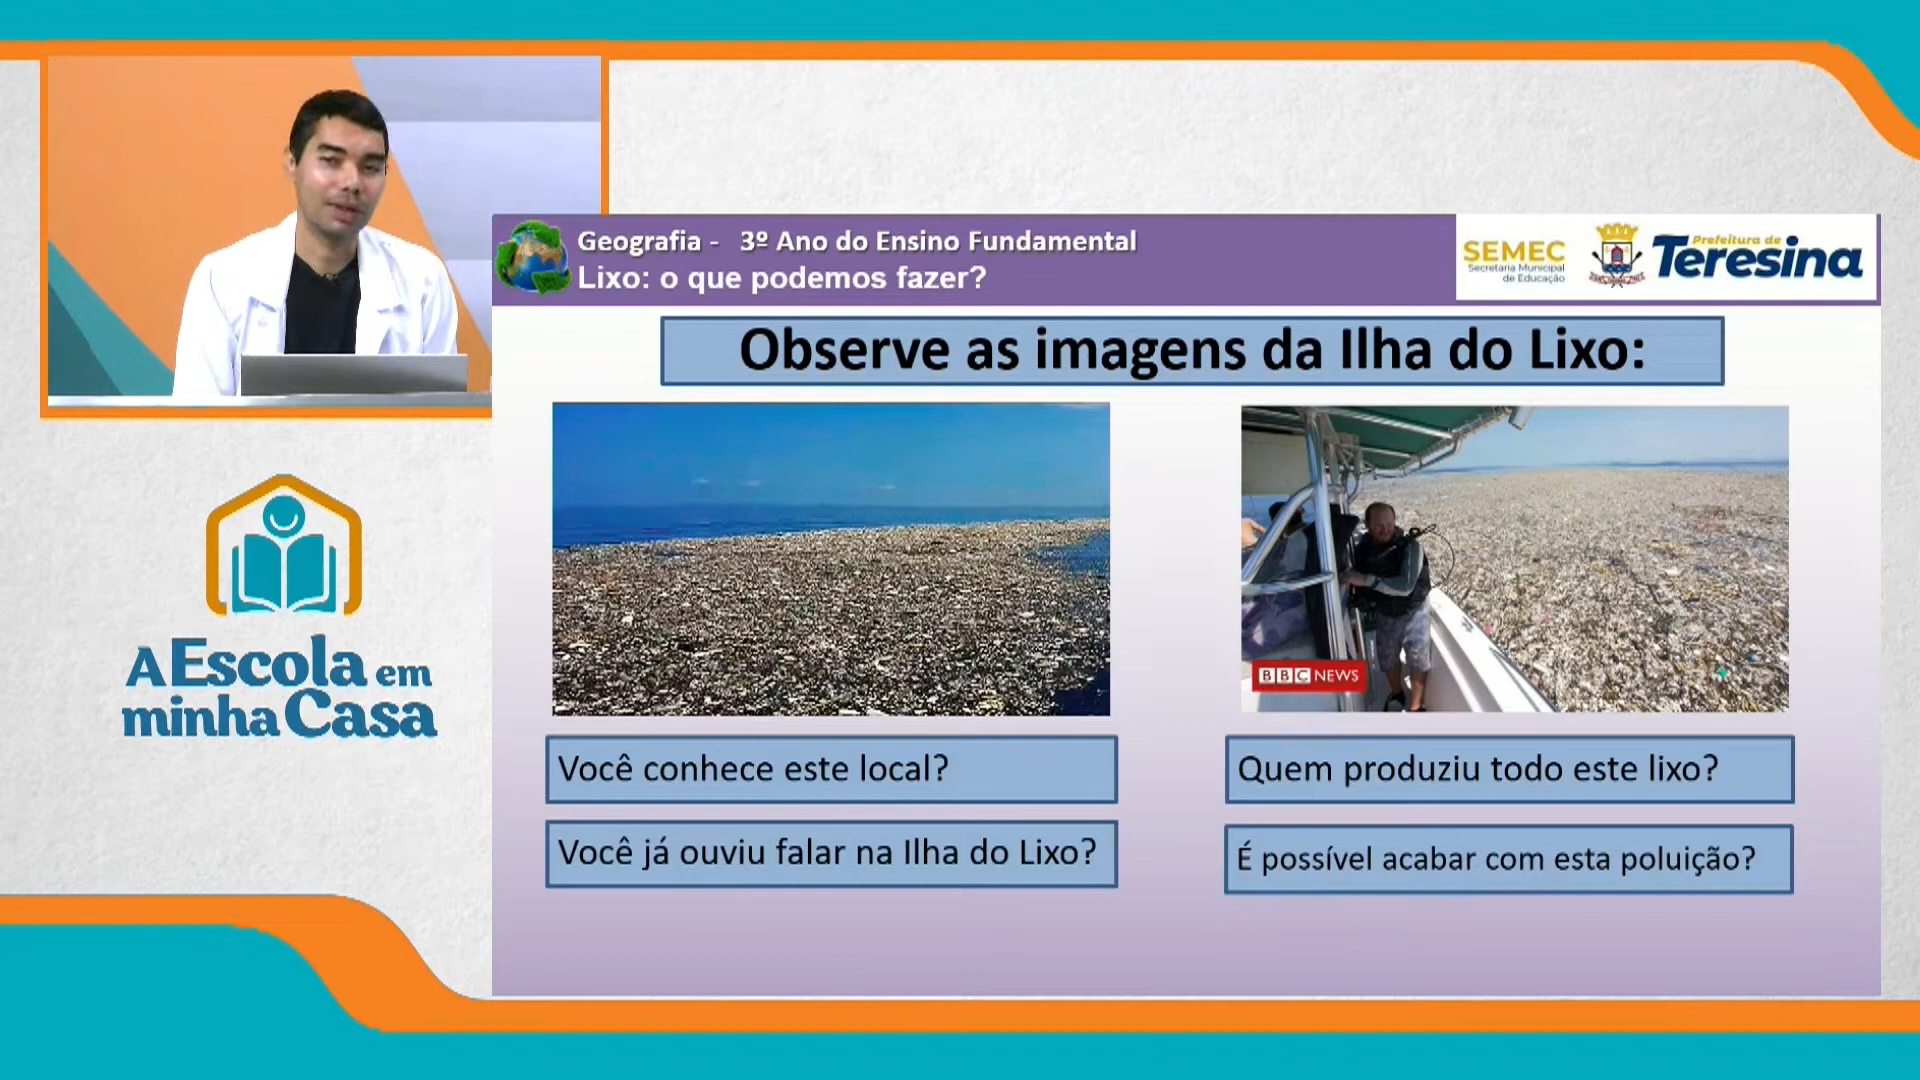 Geografia - 3º Ano do Ensino Fundamental
Lixo: o que podemos fazer?
SEMEC
Secretaria Municipal
de Educação
Prefeitura de
Teresina
Observe as imagens da Ilha do Lixo:
BBC NEWS
Você conhece este local?
Quem produziu todo este lixo?
Você já ouviu falar na Ilha do Lixo?
É possível acabar com esta poluição?
A Escola em
minha Casa